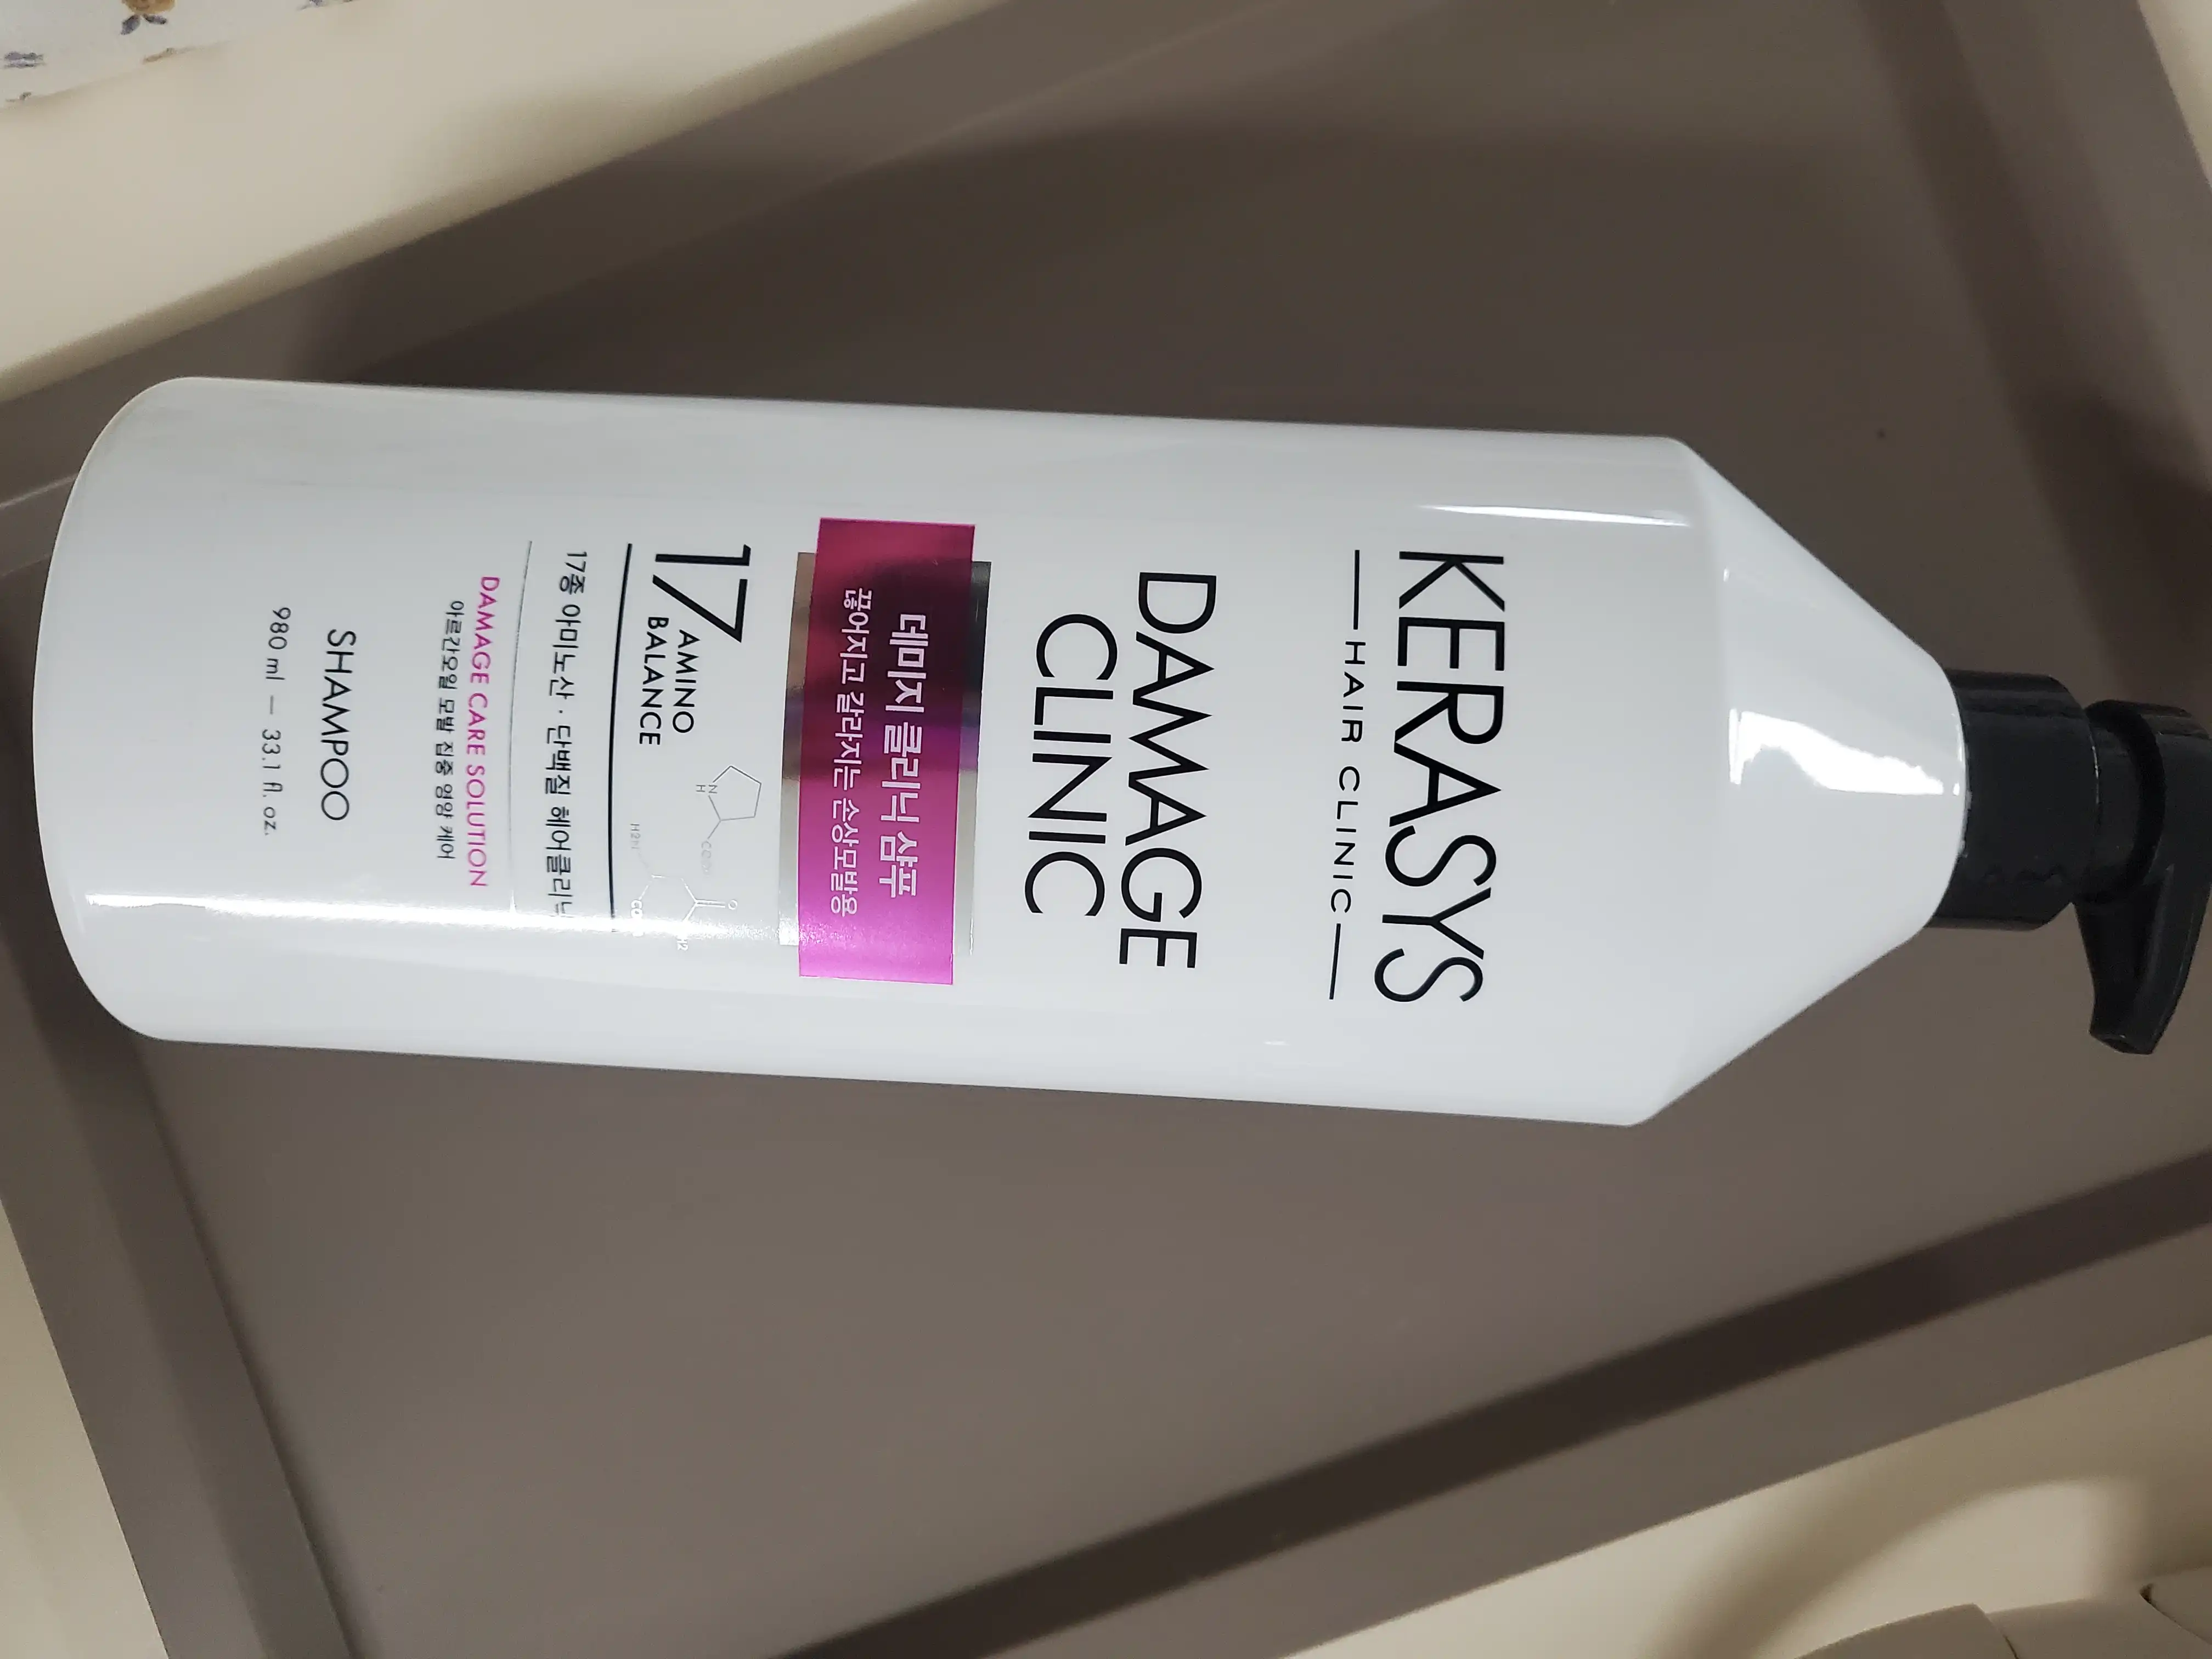 KERASYS
HAIR CLINIC
DAMAGE
CLINIC
데미지 클리닉 샴푸
끊어지고 갈라지는 손상모발용
17 AMINO
BALANCE
17종 아미노산 · 단백질 헤어클리닉
DAMAGE CARE SOLUTION
아르간오일 모발 집중 영양 케어
SHAMPOO
980 ml — 33.1 fl. oz.